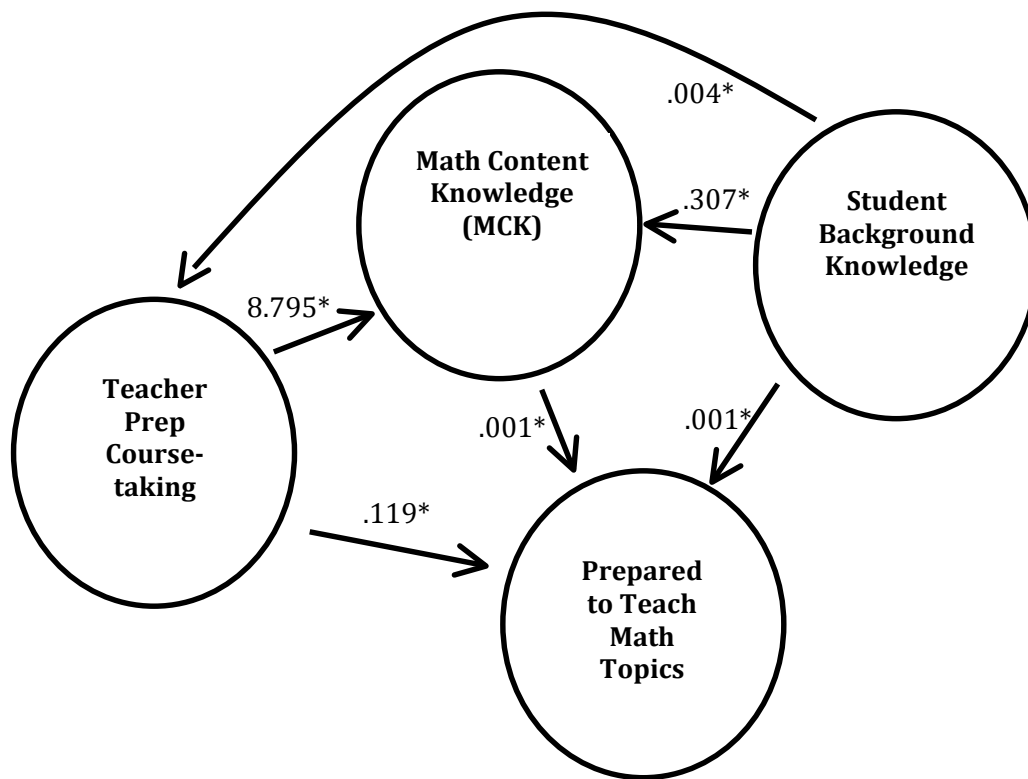 .004*
Math Content
Knowledge
(MCK)
.307*
Student
Background
Knowledge
8.795*
Teacher
Prep
Course-
taking
.001*
.001*
.119*
Prepared
to Teach
Math
Topics